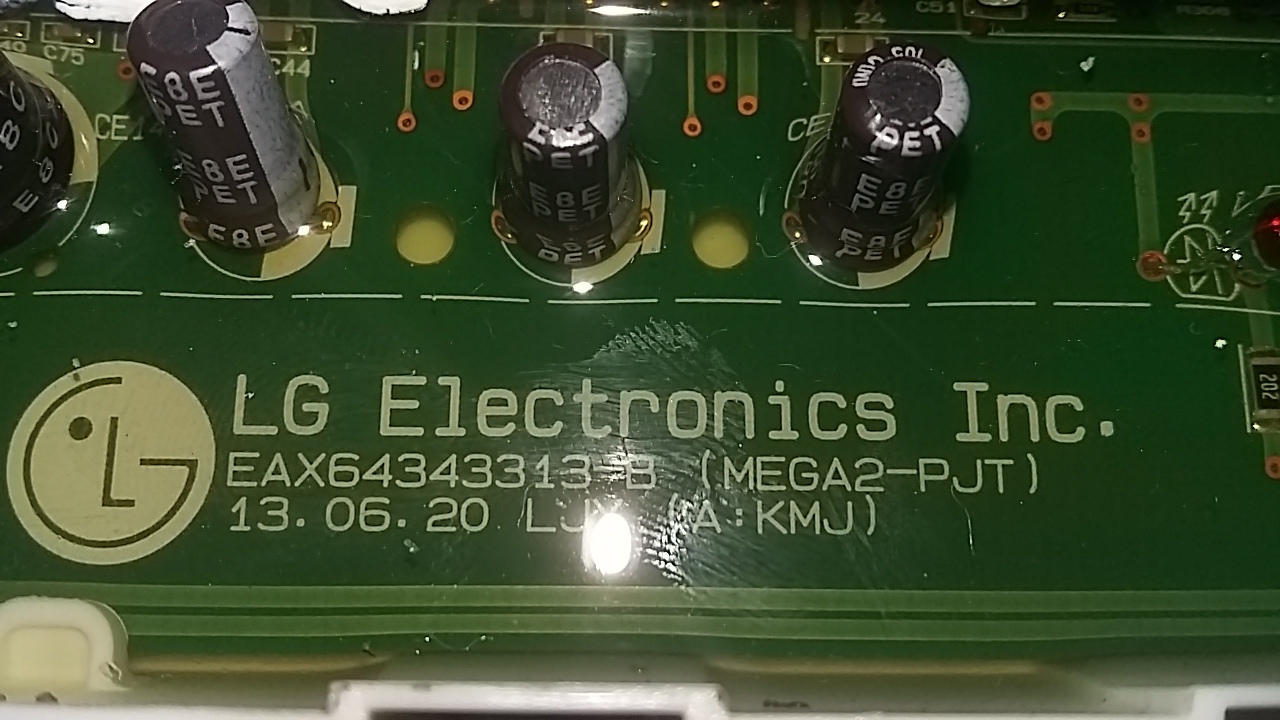 C75
C44
24
C51
E8E
PET
E8E
PET
E8E
PET
E8E
PET
E8E
PET
PET
E8E
PET
E8E
PET
LG Electronics Inc.
EAX64343313-B (MEGA2-PJT)
13.06.20 (A:KMJ)
202